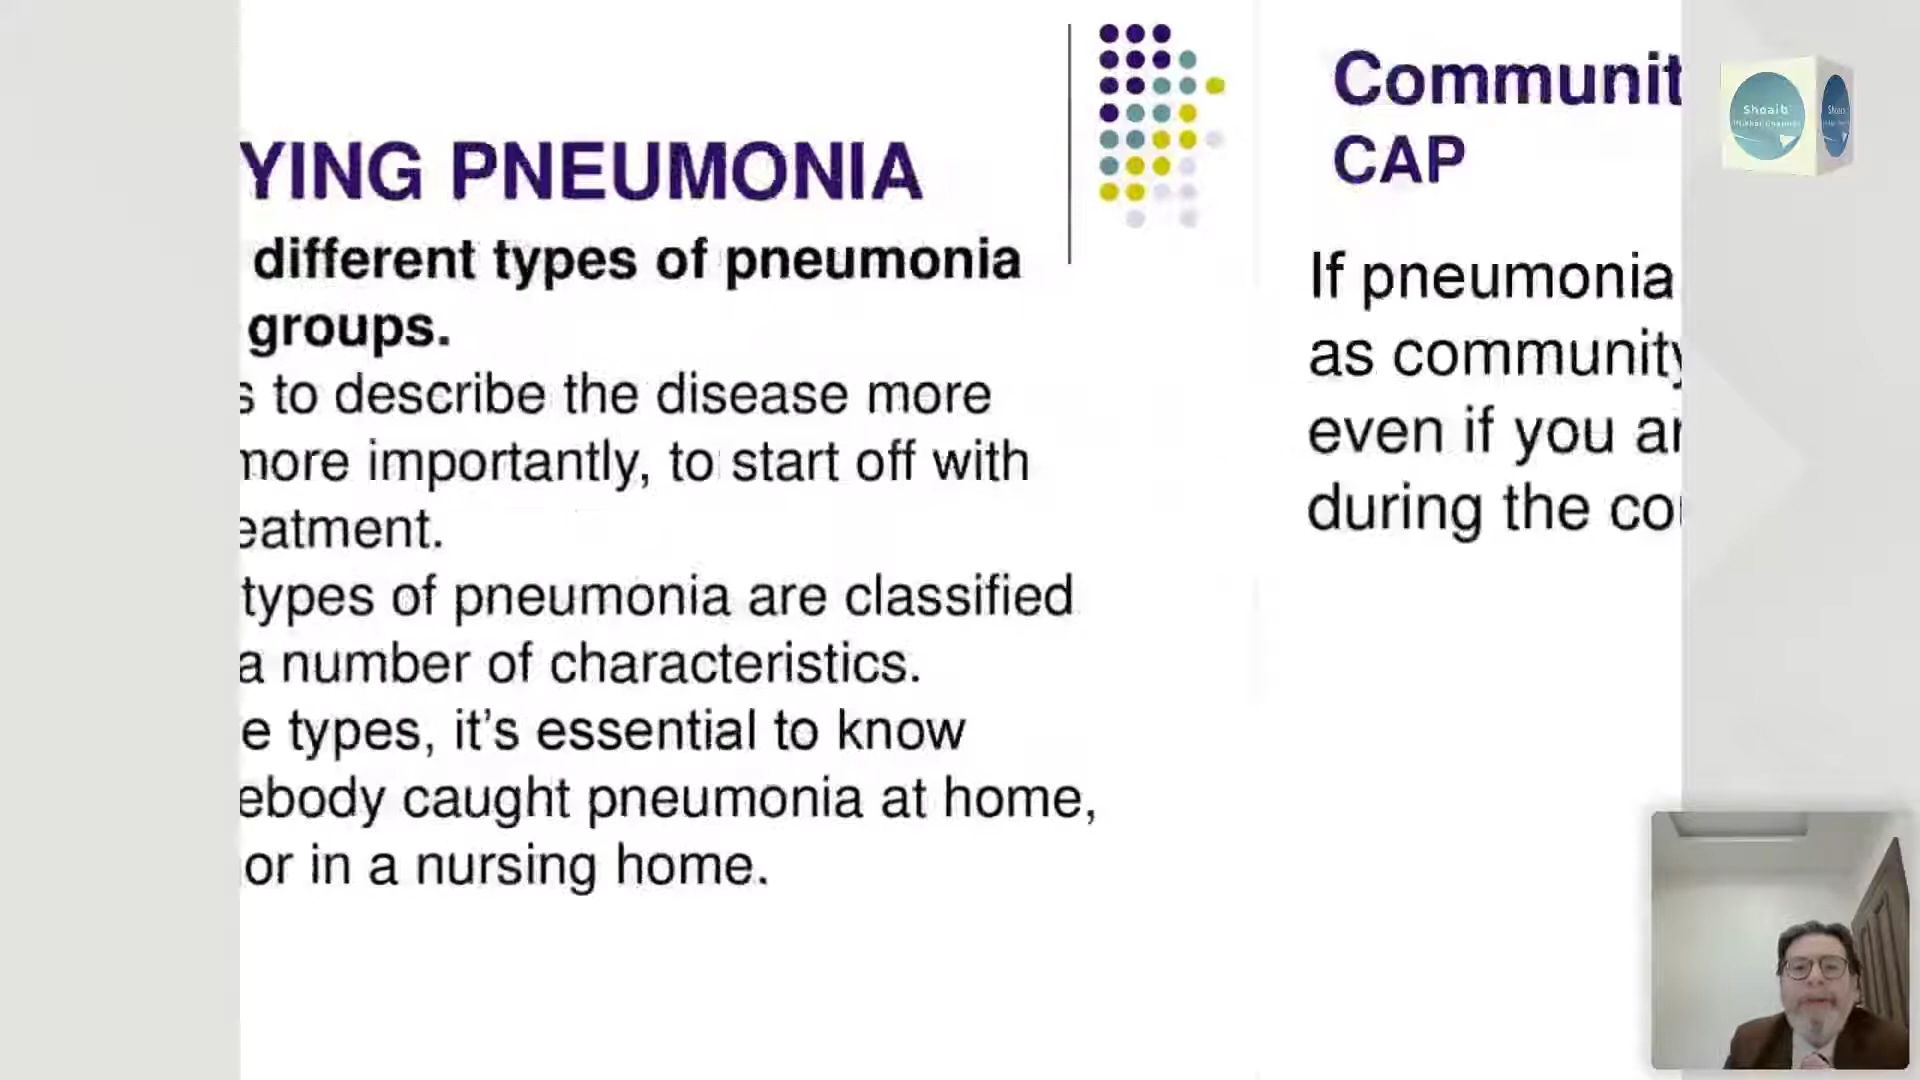 YING PNEUMONIA
different types of pneumonia
groups.
s to describe the disease more
more importantly, to start off with
eatment.
types of pneumonia are classified
a number of characteristics.
e types, it's essential to know
ebody caught pneumonia at home,
or in a nursing home.
Communit
CAP
If pneumonia
as community
even if you ar
during the co
Shoaib